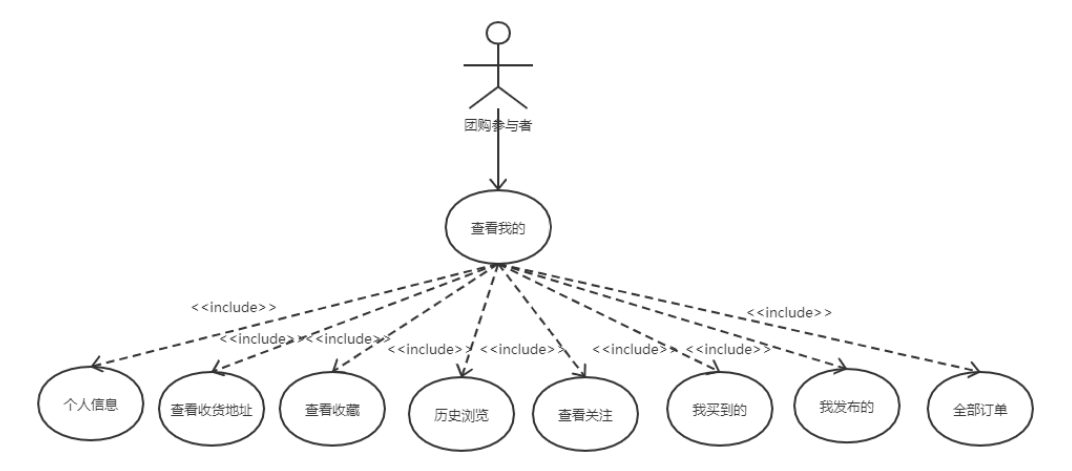 团购参与者
查看我的
<<include>>
<<include>>
<<include>>
<<include>>
<<include>>
<<include>>
<<include>>
<<include>>
个人信息
查看收货地址
查看收藏
历史浏览
查看关注
我买到的
我发布的
全部订单